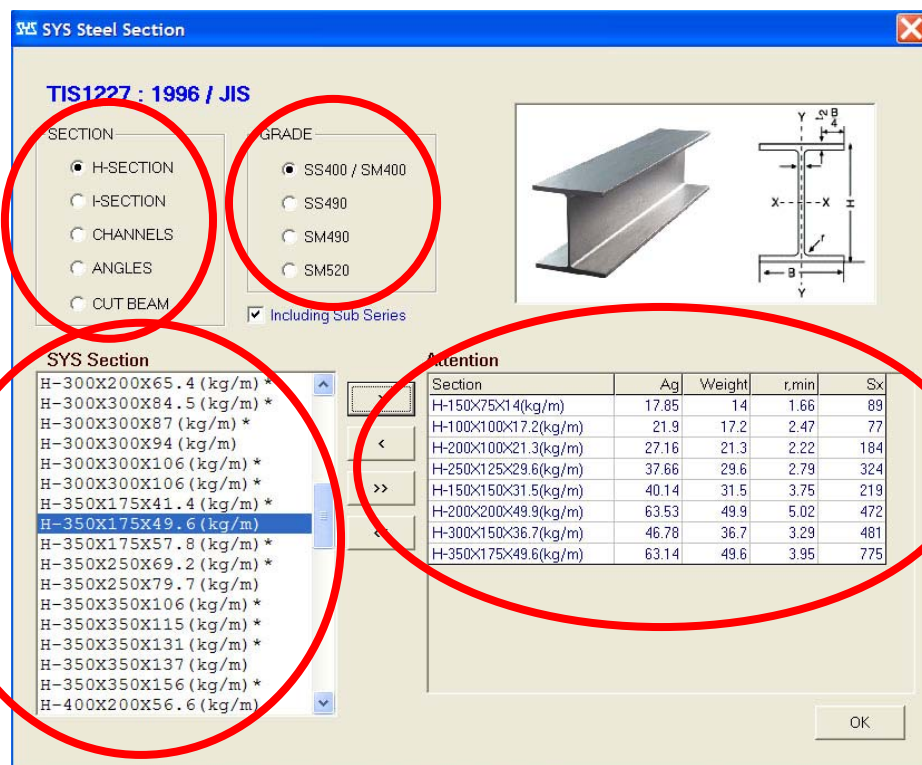 SYS SYS Steel Section
TIS1227 : 1996 / JIS
SECTION
H-SECTION
I-SECTION
CHANNELS
ANGLES
CUT BEAM
GRADE
SS400 / SM400
SS490
SM490
SM520
Including Sub Series
Y
t2
B
4
X
X
H
r
B
Y
SYS Section
H-300X200X65.4(kg/m)*
H-300X300X84.5(kg/m)*
H-300X300X87(kg/m)*
H-300X300X94(kg/m)
H-300X300X106(kg/m)*
H-300X300X106(kg/m)*
H-350X175X41.4(kg/m)*
H-350X175X49.6(kg/m)
H-350X175X57.8(kg/m)*
H-350X250X69.2(kg/m)*
H-350X250X79.7(kg/m)
H-350X350X106(kg/m)*
H-350X350X115(kg/m)*
H-350X350X131(kg/m)*
H-350X350X137(kg/m)
H-350X350X156(kg/m)*
H-400X200X56.6(kg/m)
<
>>
Attention
Section Ag Weight r,min Sx
H-150X75X14(kg/m) 17.85 14 1.66 89
H-100X100X17.2(kg/m) 21.9 17.2 2.47 77
H-200X100X21.3(kg/m) 27.16 21.3 2.22 184
H-250X125X29.6(kg/m) 37.66 29.6 2.79 324
H-150X150X31.5(kg/m) 40.14 31.5 3.75 219
H-200X200X49.9(kg/m) 63.53 49.9 5.02 472
H-300X150X36.7(kg/m) 46.78 36.7 3.29 481
H-350X175X49.6(kg/m) 63.14 49.6 3.95 775
OK